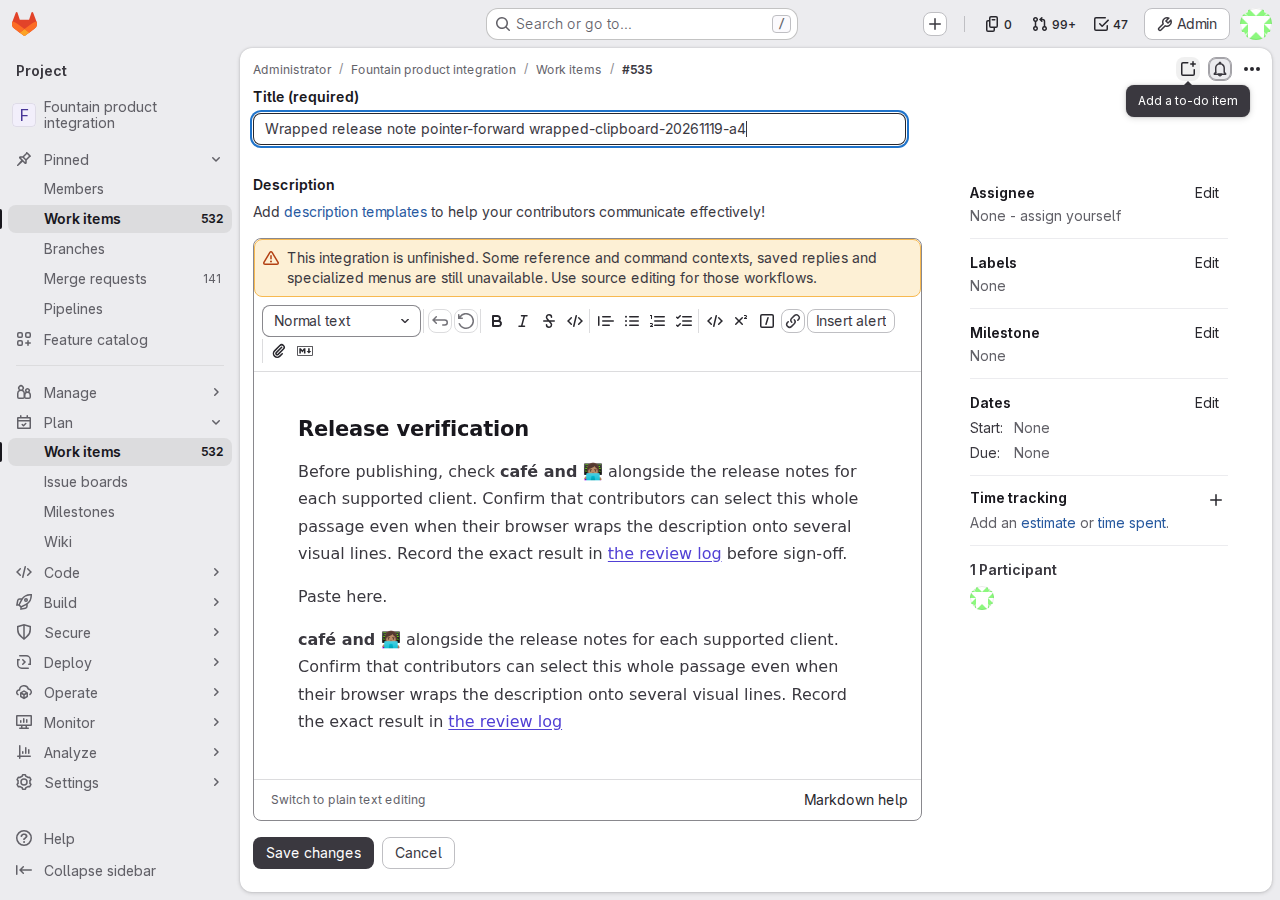 Search or go to...
/
0
99+
47
Admin
Project
F
Fountain product integration
Pinned
Members
Work items 532
Branches
Merge requests 141
Pipelines
Feature catalog
Manage
Plan
Work items 532
Issue boards
Milestones
Wiki
Code
Build
Secure
Deploy
Operate
Monitor
Analyze
Settings
Help
Collapse sidebar
Administrator / Fountain product integration / Work items / #535
Add a to-do item
Title (required)
Wrapped release note pointer-forward wrapped-clipboard-20261119-a4
Description
Add description templates to help your contributors communicate effectively!
This integration is unfinished. Some reference and command contexts, saved replies and
specialized menus are still unavailable. Use source editing for those workflows.
Normal text
Insert alert
Release verification
Before publishing, check café and 👩🏽‍💻 alongside the release notes for
each supported client. Confirm that contributors can select this whole
passage even when their browser wraps the description onto several
visual lines. Record the exact result in the review log before sign-off.
Paste here.
café and 👩🏽‍💻 alongside the release notes for each supported client.
Confirm that contributors can select this whole passage even when
their browser wraps the description onto several visual lines. Record
the exact result in the review log
Switch to plain text editing
Markdown help
Save changes
Cancel
Assignee Edit
None - assign yourself
Labels Edit
None
Milestone Edit
None
Dates Edit
Start: None
Due: None
Time tracking
Add an estimate or time spent.
1 Participant